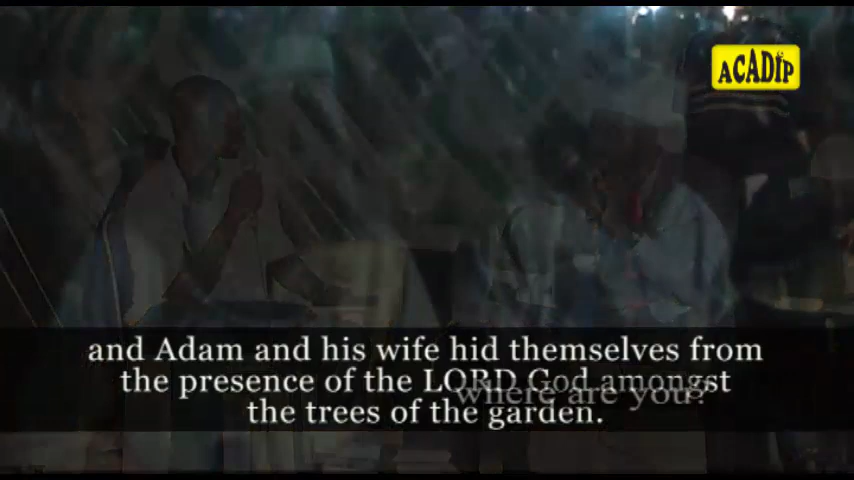 ACADIP
and Adam and his wife hid themselves from
the presence of the LORD God amongst
where are you?
the trees of the garden.